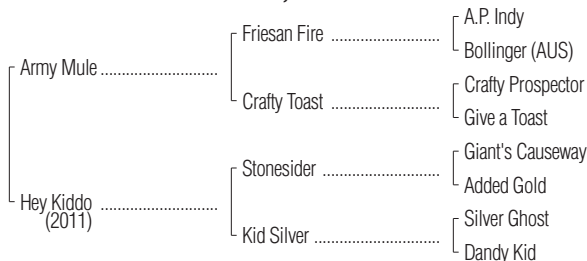 A.P. Indy
Friesan Fire
Bollinger (AUS)
Army Mule
Crafty Prospector
Crafty Toast
Give a Toast
Giant's Causeway
Stonesider
Added Gold
Hey Kiddo
(2011)
Silver Ghost
Kid Silver
Dandy Kid